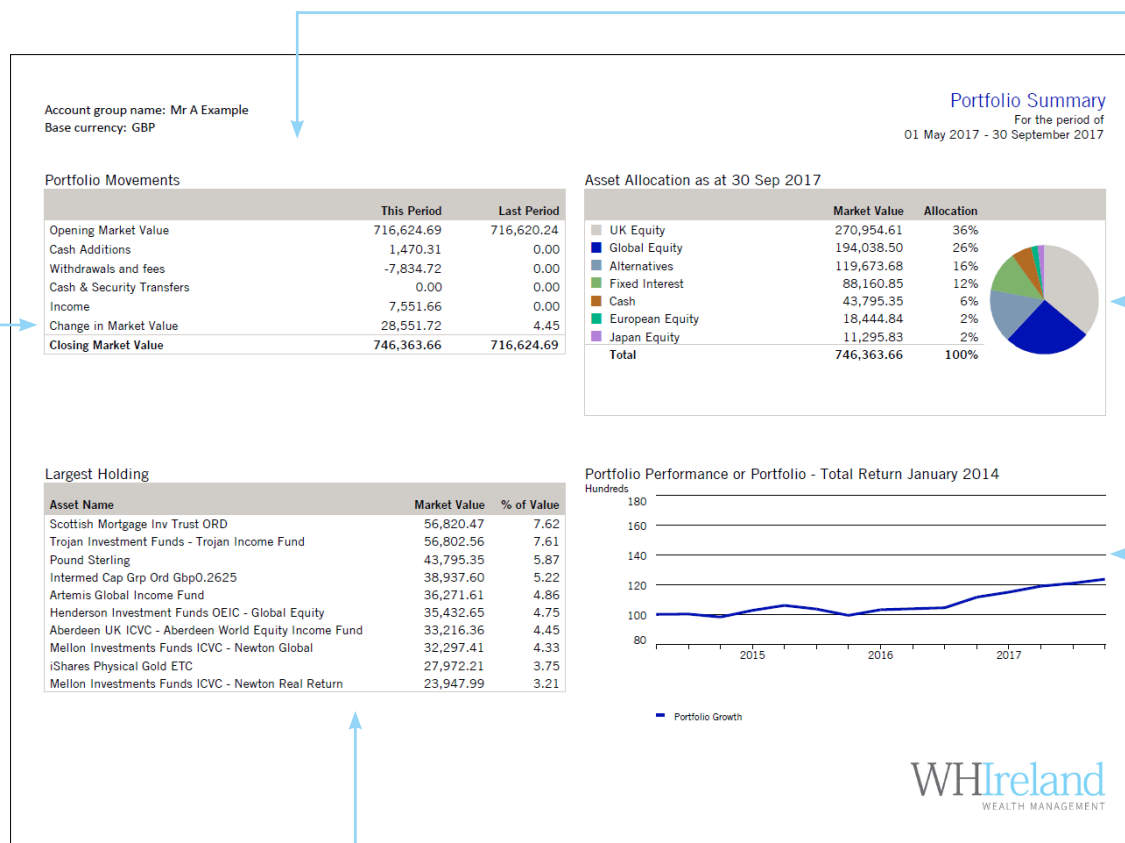 Account group name: Mr A Example
Base currency: GBP
Portfolio Summary
For the period of
01 May 2017 - 30 September 2017
Portfolio Movements
This Period Last Period
Opening Market Value 716,624.69 716,620.24
Cash Additions 1,470.31 0.00
Withdrawals and fees -7,834.72 0.00
Cash & Security Transfers 0.00 0.00
Income 7,551.66 0.00
Change in Market Value 28,551.72 4.45
Closing Market Value 746,363.66 716,624.69
Asset Allocation as at 30 Sep 2017
Market Value Allocation
UK Equity 270,954.61 36%
Global Equity 194,038.50 26%
Alternatives 119,673.68 16%
Fixed Interest 88,160.85 12%
Cash 43,795.35 6%
European Equity 18,444.84 2%
Japan Equity 11,295.83 2%
Total 746,363.66 100%
Largest Holding
Asset Name Market Value % of Value
Scottish Mortgage Inv Trust ORD 56,820.47 7.62
Trojan Investment Funds - Trojan Income Fund 56,802.56 7.61
Pound Sterling 43,795.35 5.87
Intermed Cap Grp Ord Gbp0.2625 38,937.60 5.22
Artemis Global Income Fund 36,271.61 4.86
Henderson Investment Funds OEIC - Global Equity 35,432.65 4.75
Aberdeen UK ICVC - Aberdeen World Equity Income Fund 33,216.36 4.45
Mellon Investments Funds ICVC - Newton Global 32,297.41 4.33
iShares Physical Gold ETC 27,972.21 3.75
Mellon Investments Funds ICVC - Newton Real Return 23,947.99 3.21
Portfolio Performance or Portfolio - Total Return January 2014
Hundreds
180
160
140
120
100
80
2015 2016 2017
Portfolio Growth
WHIreland
WEALTH MANAGEMENT